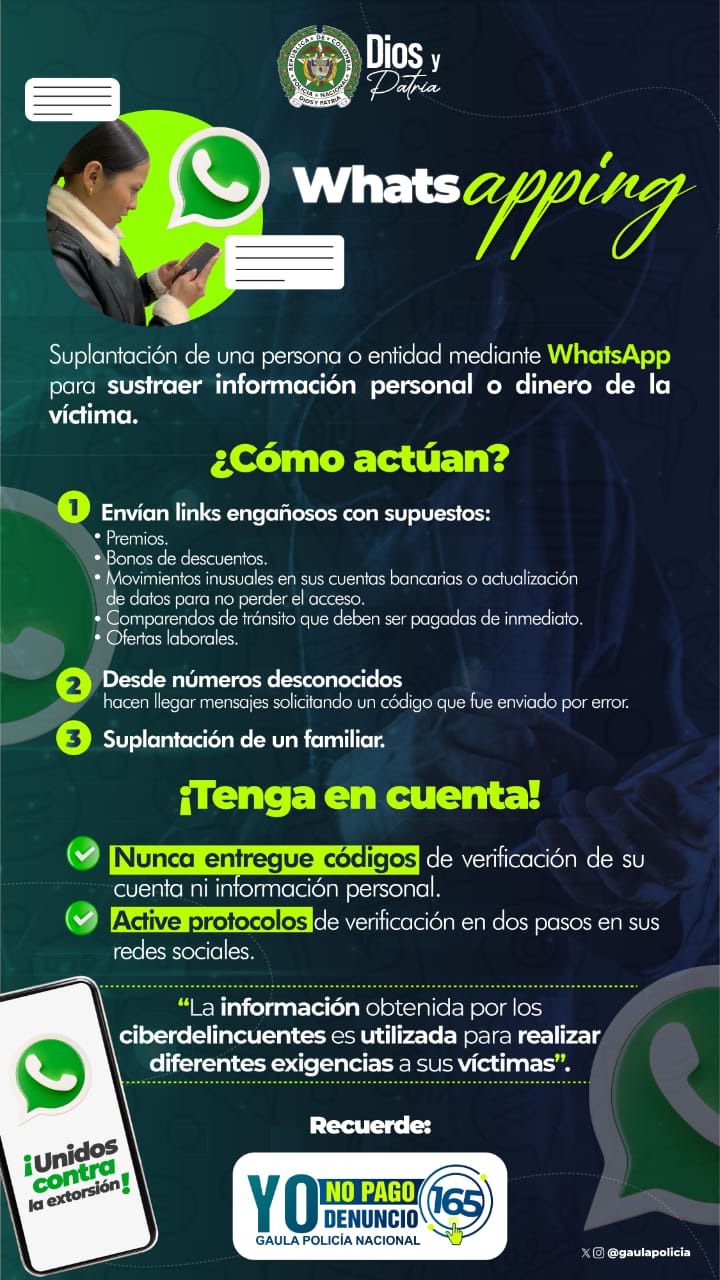 REPÚBLICA DE COLOMBIA
POLICÍA NACIONAL
DIOS Y PATRIA
Dios y
Patria
Whatsapping
Suplantación de una persona o entidad mediante WhatsApp
para sustraer información personal o dinero de la
víctima.
¿Cómo actúan?
1 Envían links engañosos con supuestos:
• Premios.
• Bonos de descuentos.
• Movimientos inusuales en sus cuentas bancarias o actualización
de datos para no perder el acceso.
• Comparendos de tránsito que deben ser pagadas de inmediato.
• Ofertas laborales.
2 Desde números desconocidos
hacen llegar mensajes solicitando un código que fue enviado por error.
3 Suplantación de un familiar.
¡Tenga en cuenta!
Nunca entregue códigos de verificación de su
cuenta ni información personal.
Active protocolos de verificación en dos pasos en sus
redes sociales.
“La información obtenida por los
ciberdelincuentes es utilizada para realizar
diferentes exigencias a sus víctimas”.
¡Unidos
contra
la extorsión!
Recuerde:
YO NO PAGO
DENUNCIO
165
GAULA POLICÍA NACIONAL
@gaulapolicia